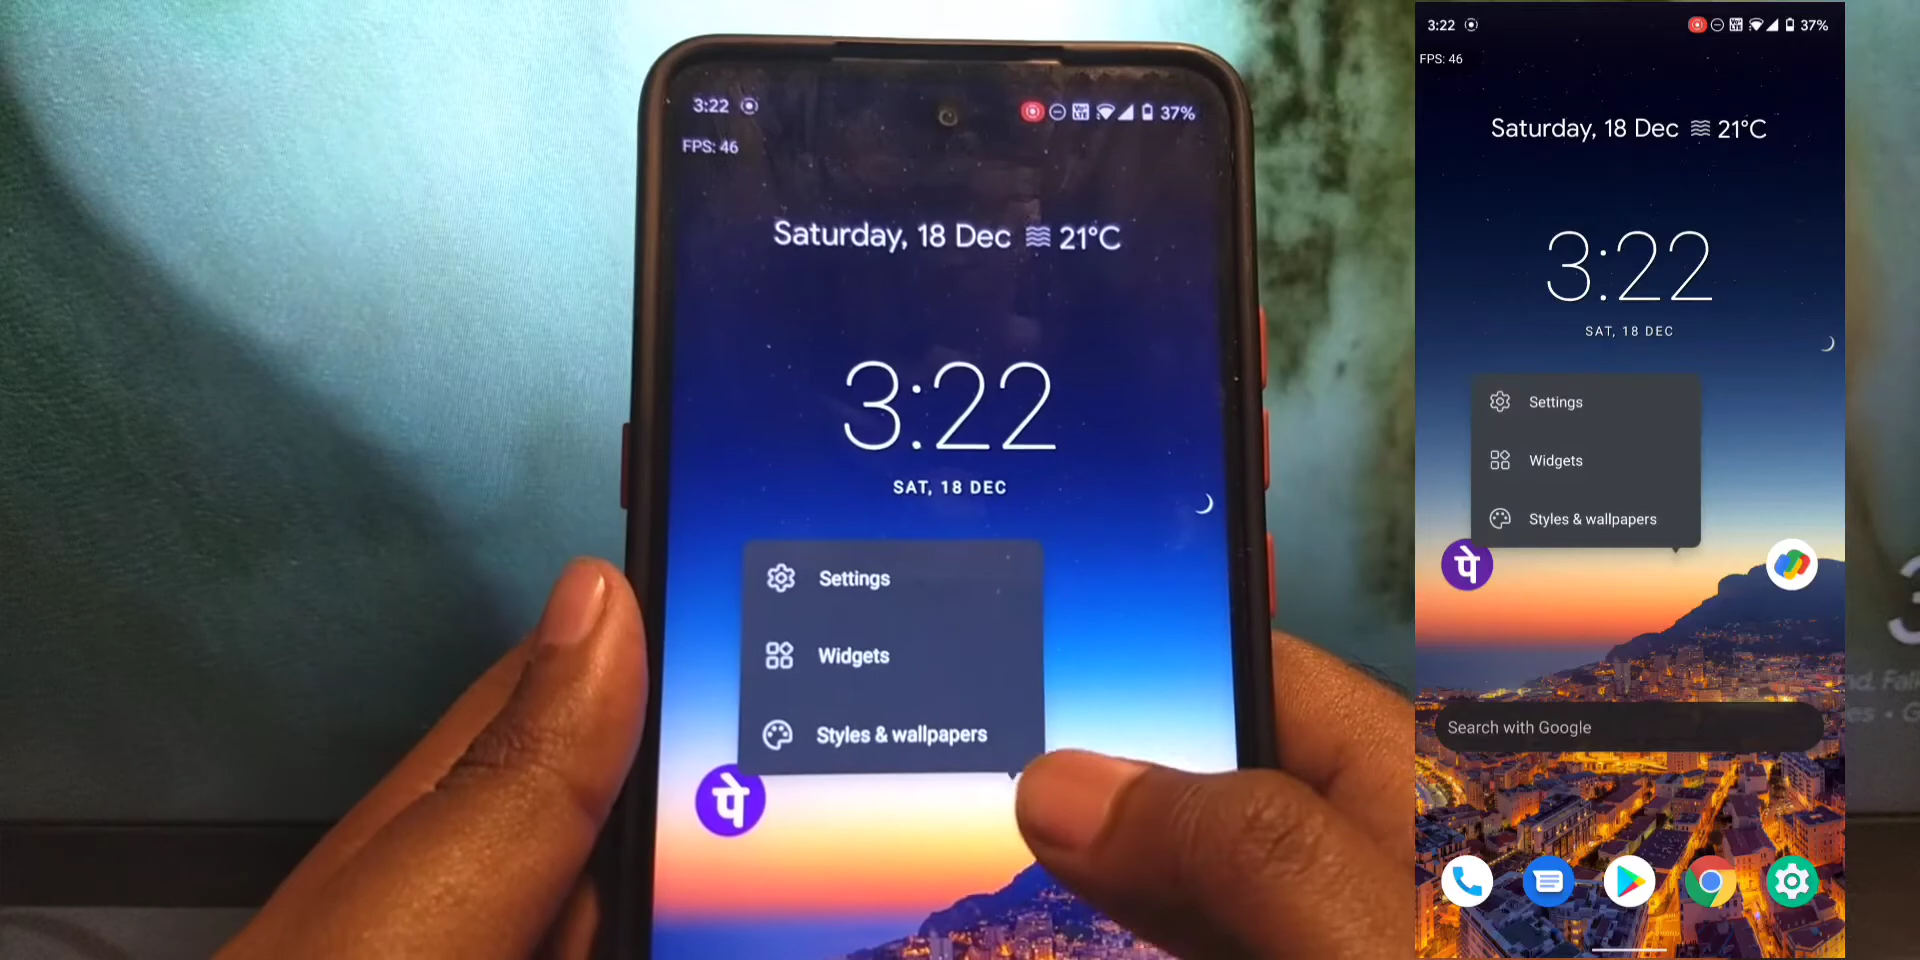 3:22
37%
FPS: 46
Saturday, 18 Dec 21°C
3:22
SAT, 18 DEC
Settings
Widgets
Styles & wallpapers
पे
3:22
37%
FPS: 46
Saturday, 18 Dec 21°C
3:22
SAT, 18 DEC
Settings
Widgets
Styles & wallpapers
पे
Search with Google